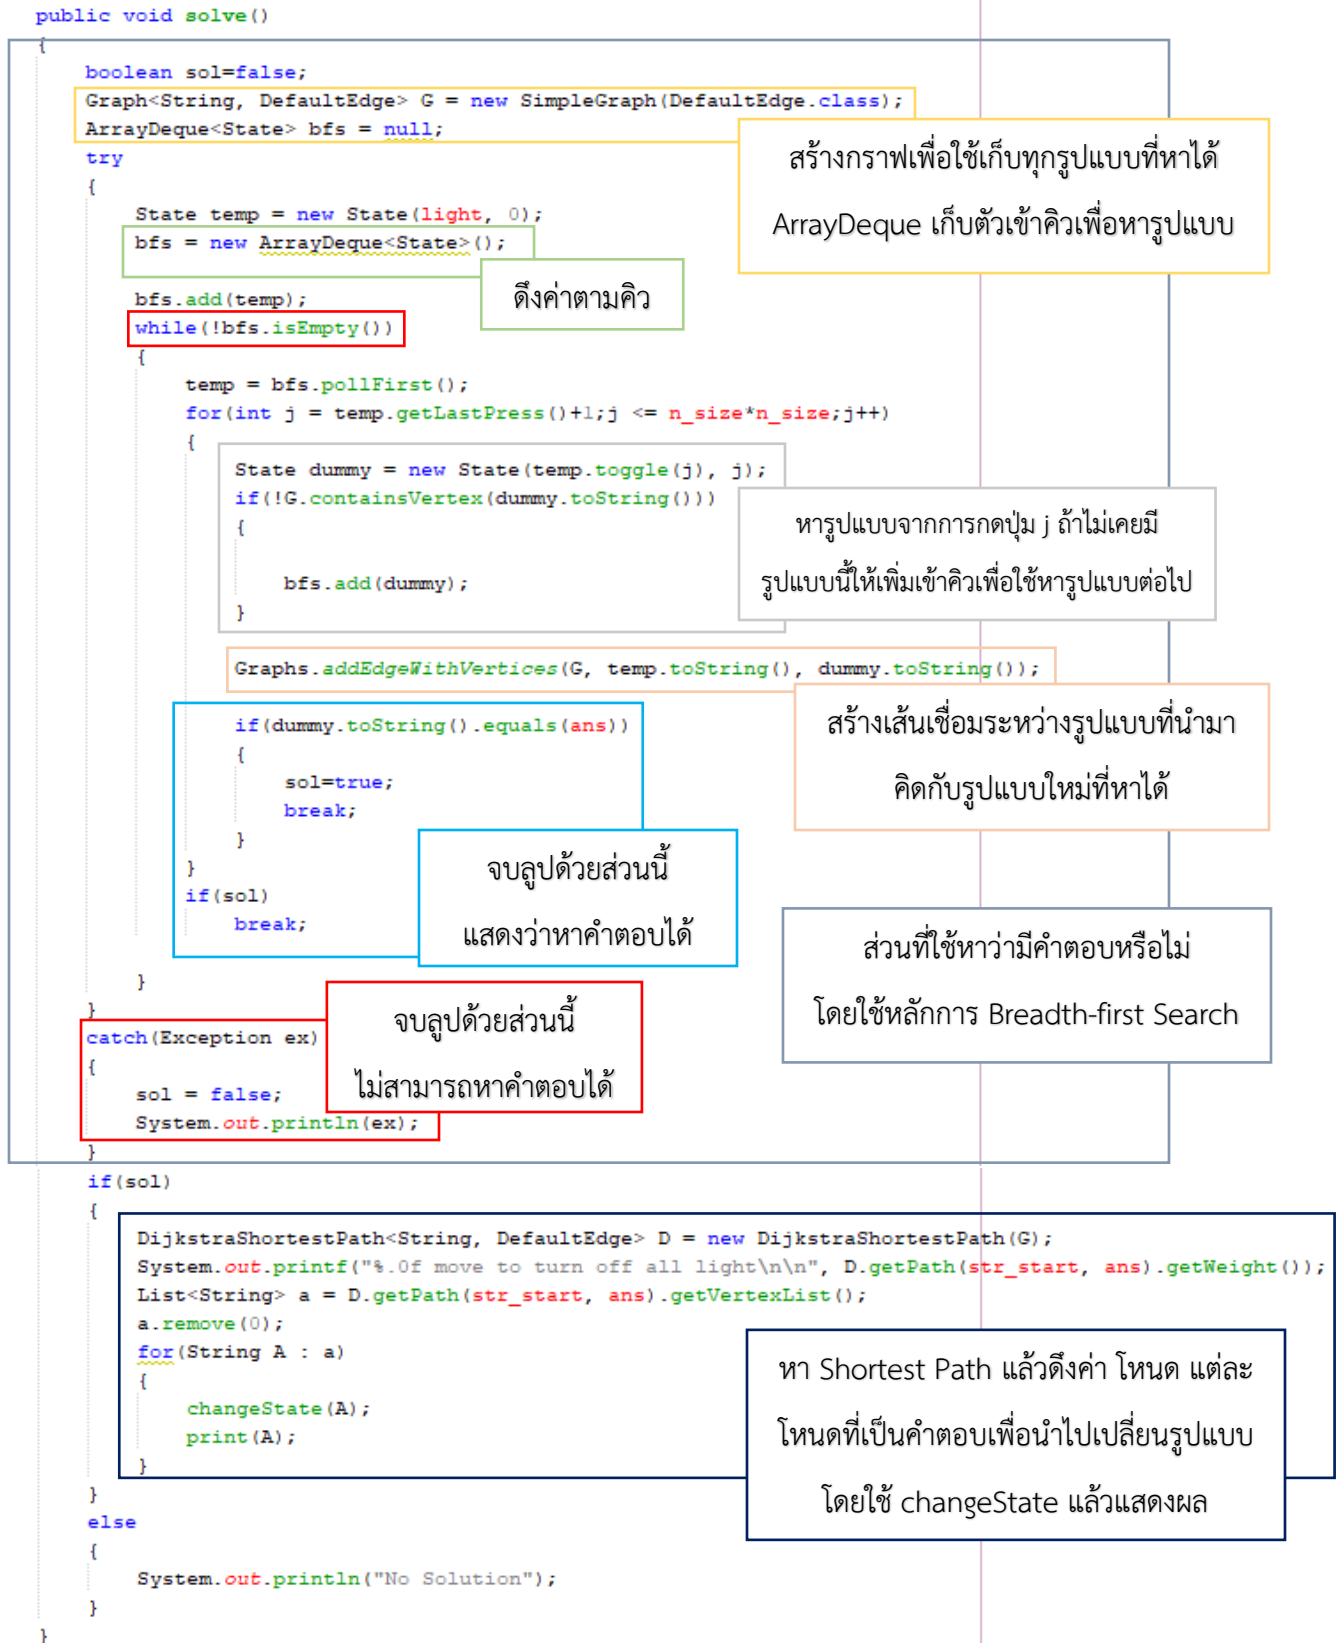 public void solve()
{
boolean sol=false;
Graph<String, DefaultEdge> G = new SimpleGraph(DefaultEdge.class);
ArrayDeque<State> bfs = null;
สร้างกราฟเพื่อใช้เก็บทุกรูปแบบที่หาได้
ArrayDeque เก็บตัวเข้าคิวเพื่อหารูปแบบ
try
{
State temp = new State(light, 0);
bfs = new ArrayDeque<State>();
ดึงค่าตามคิว
bfs.add(temp);
while(!bfs.isEmpty())
{
temp = bfs.pollFirst();
for(int j = temp.getLastPress()+1;j <= n_size*n_size;j++)
{
State dummy = new State(temp.toggle(j), j);
if(!G.containsVertex(dummy.toString()))
{
bfs.add(dummy);
}
หารูปแบบจากการกดปุ่ม j ถ้าไม่เคยมี
รูปแบบนี้ให้เพิ่มเข้าคิวเพื่อใช้หารูปแบบต่อไป
Graphs.addEdgeWithVertices(G, temp.toString(), dummy.toString());
สร้างเส้นเชื่อมระหว่างรูปแบบที่นำมา
คิดกับรูปแบบใหม่ที่หาได้
if(dummy.toString().equals(ans))
{
sol=true;
break;
}
}
if(sol)
break;
จบลูปด้วยส่วนนี้
แสดงว่าหาคำตอบได้
ส่วนที่ใช้หาว่ามีคำตอบหรือไม่
โดยใช้หลักการ Breadth-first Search
}
}
catch(Exception ex)
{
sol = false;
System.out.println(ex);
}
จบลูปด้วยส่วนนี้
ไม่สามารถหาคำตอบได้
if(sol)
{
DijkstraShortestPath<String, DefaultEdge> D = new DijkstraShortestPath(G);
System.out.printf("%.0f move to turn off all light\n\n", D.getPath(str_start, ans).getWeight());
List<String> a = D.getPath(str_start, ans).getVertexList();
a.remove(0);
for(String A : a)
{
changeState(A);
print(A);
}
หา Shortest Path แล้วดึงค่า โหนด แต่ละ
โหนดที่เป็นคำตอบเพื่อนำไปเปลี่ยนรูปแบบ
โดยใช้ changeState แล้วแสดงผล
}
else
{
System.out.println("No Solution");
}
}